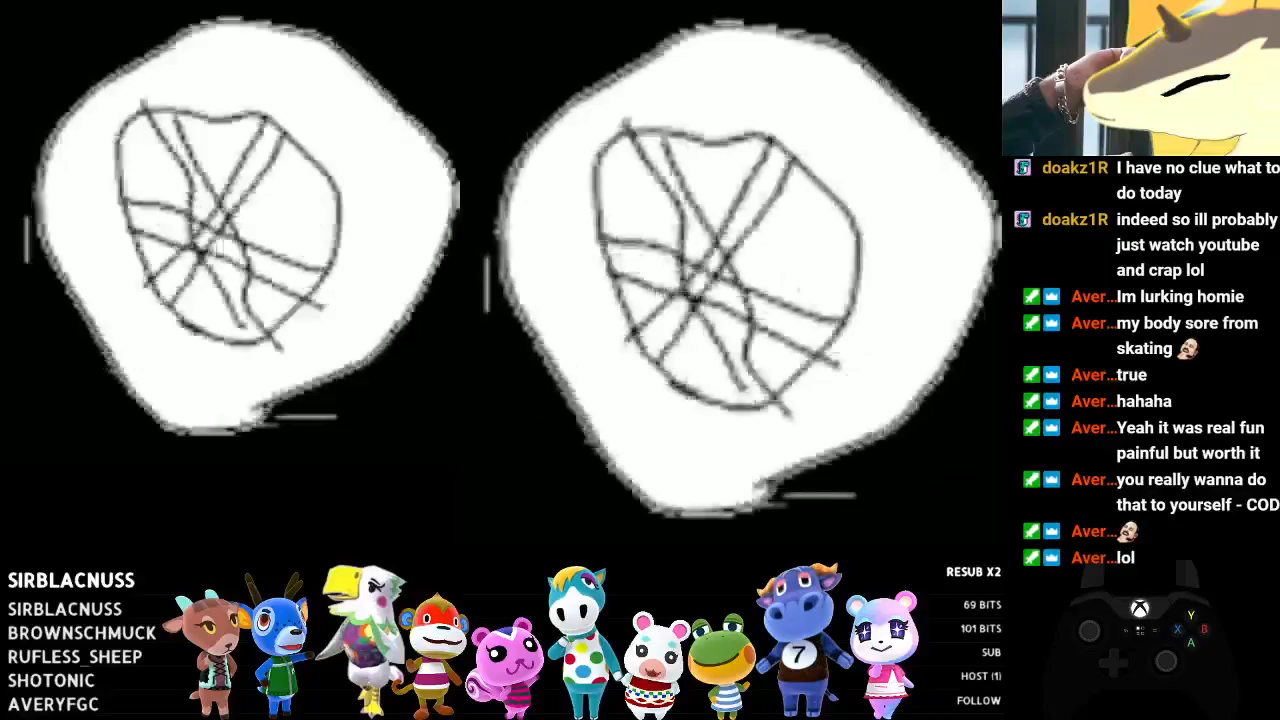 doakz1R I have no clue what to
do today
doakz1R indeed so ill probably
just watch youtube
and crap lol
Aver... Im lurking homie
Aver... my body sore from
skating
Aver... true
Aver... hahaha
Aver... Yeah it was real fun
painful but worth it
Aver... you really wanna do
that to yourself - COD
Aver...
Aver... lol
SIRBLACNUSS RESUB X2
SIRBLACNUSS 69 BITS
BROWNSCHMUCK 101 BITS
RUFLESS_SHEEP SUB
SHOTONIC HOST (1)
AVERYFGC FOLLOW
7
Y
X B
A